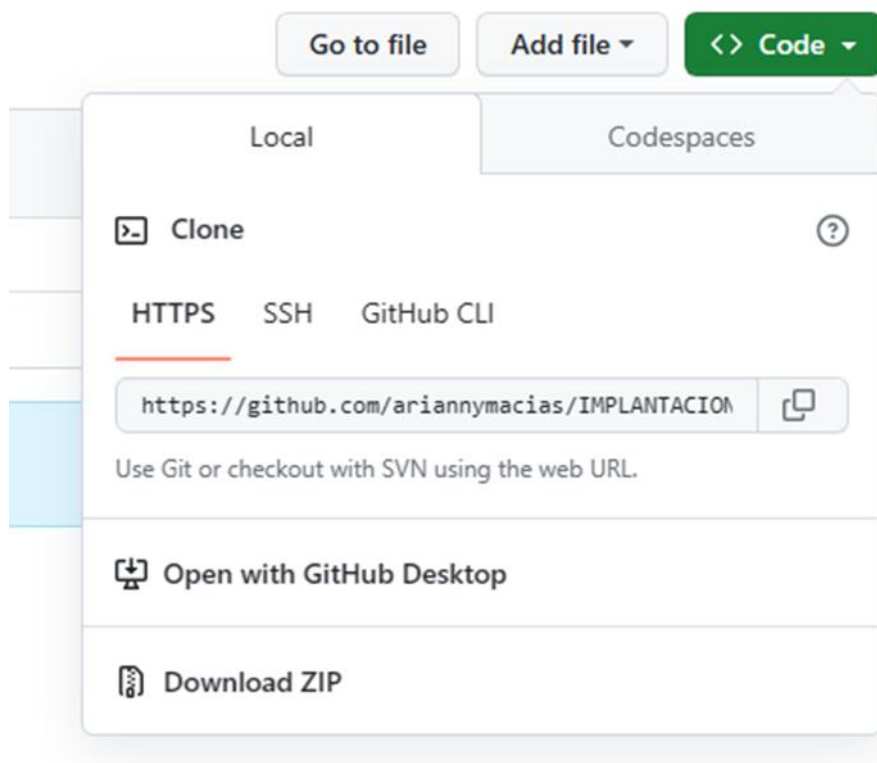 Go to file Add file <> Code
Local Codespaces
Clone
HTTPS SSH GitHub CLI
https://github.com/ariannymacias/IMPLANTACION
Use Git or checkout with SVN using the web URL.
Open with GitHub Desktop
Download ZIP